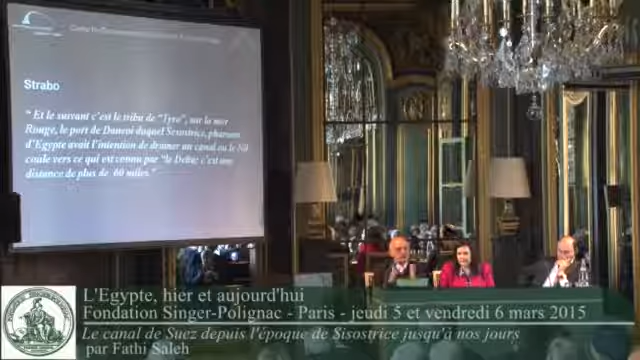 Strabo
" Et le suivant c'est le tribu de "Tyro", sur la mer
Rouge, le port de Daneoi duquel Sesostrice, pharaon
d'Egypte avait l'intention de drainer un canal ou le Nil
coule vers ce qui est connu par "le Delta: c'est une
distance de plus de 60 miles."
L'Egypte, hier et aujourd'hui
Fondation Singer-Polignac - Paris - jeudi 5 et vendredi 6 mars 2015
Le canal de Suez depuis l'époque de Sisostrice jusqu'à nos jours
par Fathi Saleh